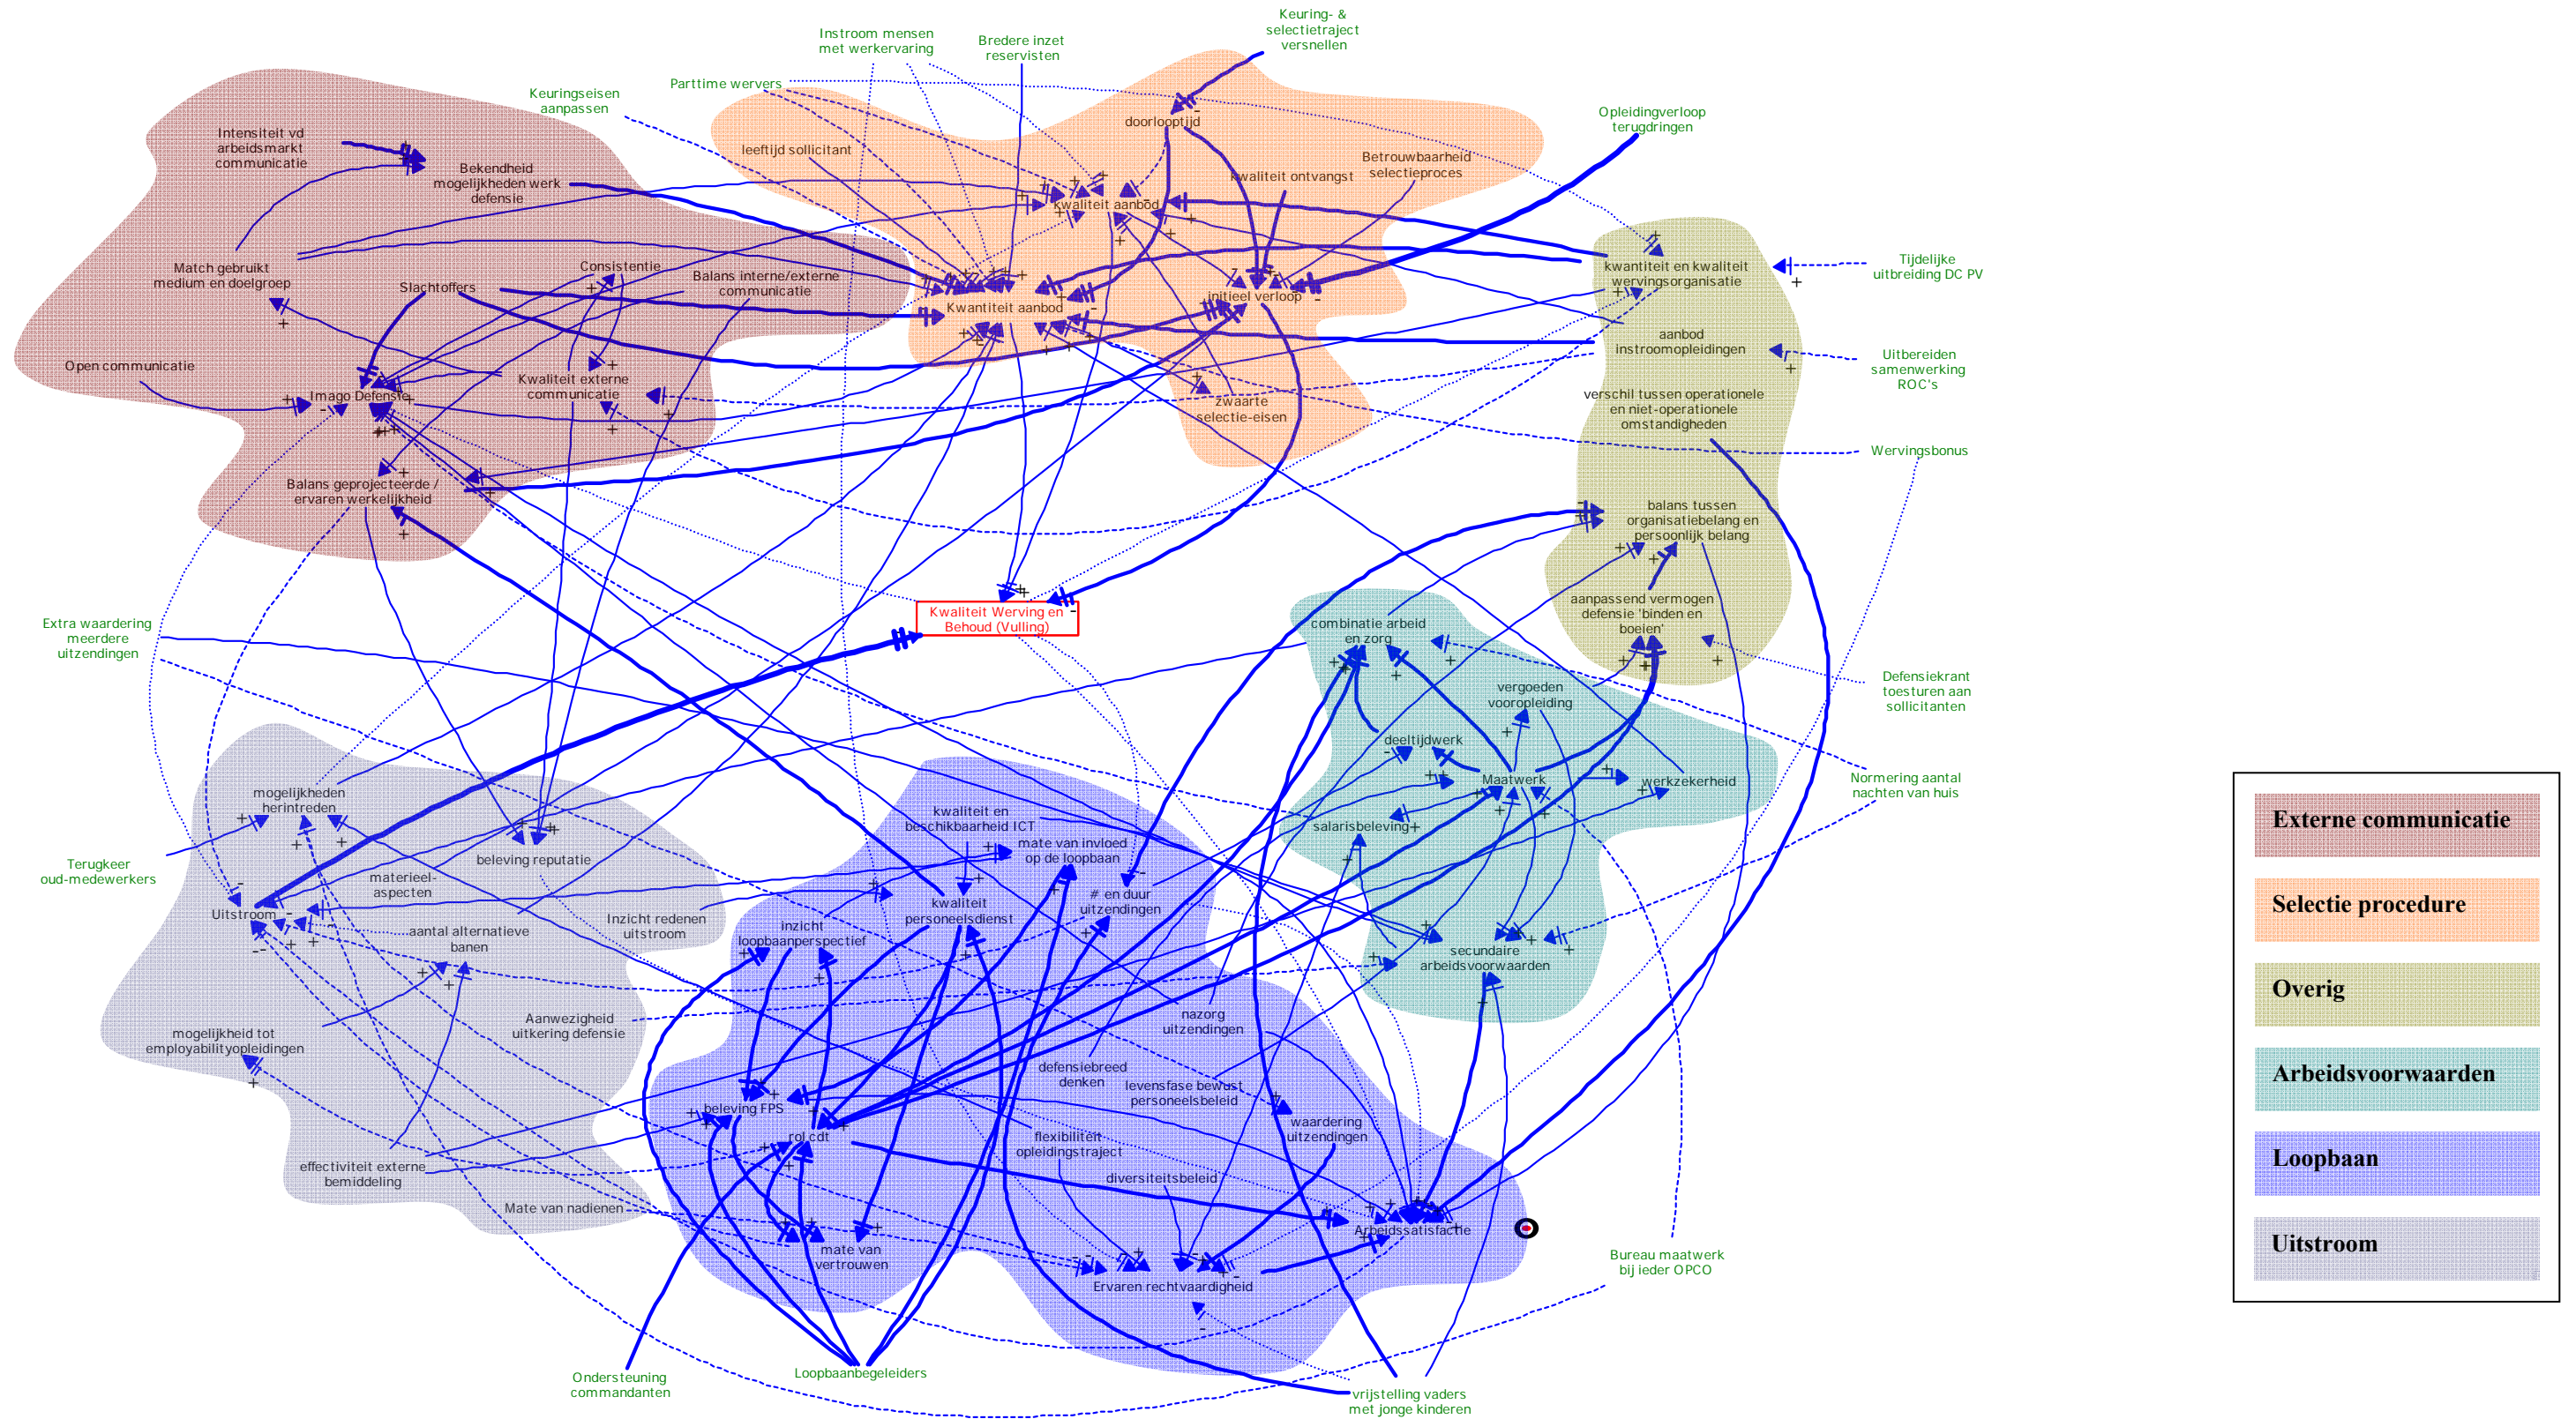 Keuring- &
selectietraject
versnellen
Instroom mensen
met werkervaring
Bredere inzet
reservisten
Parttime wervers
Keuringseisen
aanpassen
Opleidingverloop
terugdringen
doorlooptijd
Intensiteit vd
arbeidsmarkt
communicatie
leeftijd sollicitant
Betrouwbaarheid
selectieproces
Bekendheid
mogelijkheden werk
defensie
kwaliteit ontvangst
kwaliteit aanbod
Match gebruikt
medium en doelgroep
Consistentie
Balans interne/externe
communicatie
Slachtoffers
kwantiteit en kwaliteit
wervingsorganisatie
Tijdelijke
uitbreiding DC PV
Kwantiteit aanbod
initieel verloop
aanbod
instroomopleidingen
Uitbereiden
samenwerking
ROC's
Open communicatie
Imago Defensie
Kwaliteit externe
communicatie
zwaarte
selectie-eisen
verschil tussen operationele
en niet-operationele
omstandigheden
Wervingsbonus
Balans geprojecteerde /
ervaren werkelijkheid
balans tussen
organisatiebelang en
persoonlijk belang
Kwaliteit Werving en
Behoud (Vulling)
aanpassend vermogen
defensie 'binden en
boeien'
Extra waardering
meerdere
uitzendingen
combinatie arbeid
en zorg
vergoeden
vooropleiding
Defensiekrant
toesturen aan
sollicitanten
deeltijdwerk
Maatwerk
werkzekerheid
Normering aantal
nachten van huis
mogelijkheden
herintreden
kwaliteit en
beschikbaarheid ICT
salarisbeleving
Externe communicatie
Terugkeer
oud-medewerkers
beleving reputatie
mate van invloed
op de loopbaan
materieel-
aspecten
# en duur
uitzendingen
Selectie procedure
Uitstroom
aantal alternatieve
banen
Inzicht redenen
uitstroom
kwaliteit
personeelsdienst
inzicht
loopbaanperspectief
secundaire
arbeidsvoorwaarden
Overig
mogelijkheid tot
employabilityopleidingen
Aanwezigheid
uitkering defensie
nazorg
uitzendingen
defensiebreed
denken
levensfase bewust
personeelsbeleid
Arbeidsvoorwaarden
beleving FPS
rol cdt
waardering
uitzendingen
flexibiliteit
opleidingstraject
Loopbaan
effectiviteit externe
bemiddeling
diversiteitsbeleid
Mate van nadienen
Arbeidssatisfactie
mate van
vertrouwen
Ervaren rechtvaardigheid
Bureau maatwerk
bij ieder OPCO
Uitstroom
Ondersteuning
commandanten
Loopbaanbegeleiders
vrijstelling vaders
met jonge kinderen